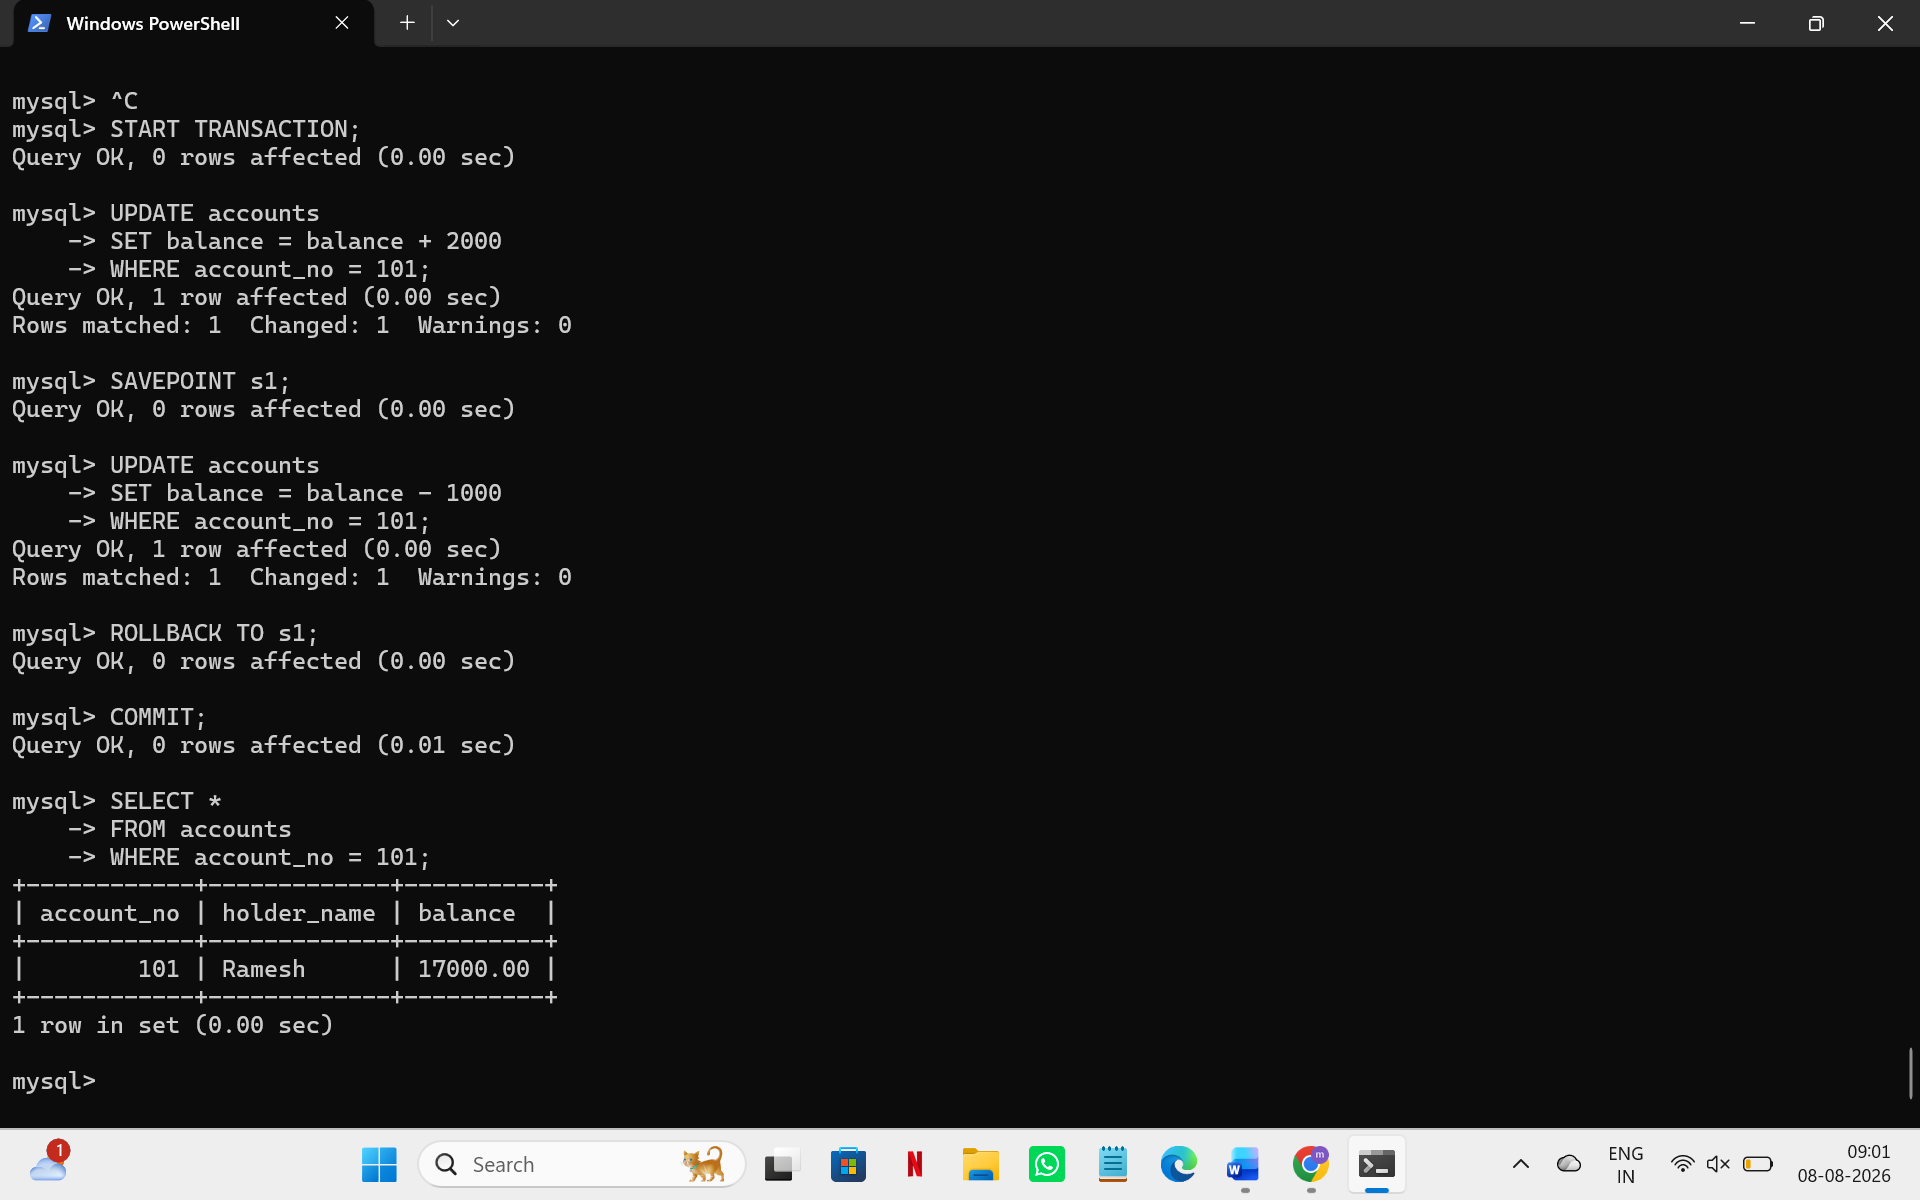 Windows PowerShell
mysql> ^C
mysql> START TRANSACTION;
Query OK, 0 rows affected (0.00 sec)
mysql> UPDATE accounts
    -> SET balance = balance + 2000
    -> WHERE account_no = 101;
Query OK, 1 row affected (0.00 sec)
Rows matched: 1  Changed: 1  Warnings: 0
mysql> SAVEPOINT s1;
Query OK, 0 rows affected (0.00 sec)
mysql> UPDATE accounts
    -> SET balance = balance - 1000
    -> WHERE account_no = 101;
Query OK, 1 row affected (0.00 sec)
Rows matched: 1  Changed: 1  Warnings: 0
mysql> ROLLBACK TO s1;
Query OK, 0 rows affected (0.00 sec)
mysql> COMMIT;
Query OK, 0 rows affected (0.01 sec)
mysql> SELECT *
    -> FROM accounts
    -> WHERE account_no = 101;
+------------+-------------+----------+
| account_no | holder_name | balance  |
+------------+-------------+----------+
|        101 | Ramesh      | 17000.00 |
+------------+-------------+----------+
1 row in set (0.00 sec)
mysql>
1
Search
N
W
m
ENG
IN
09:01
08-08-2026